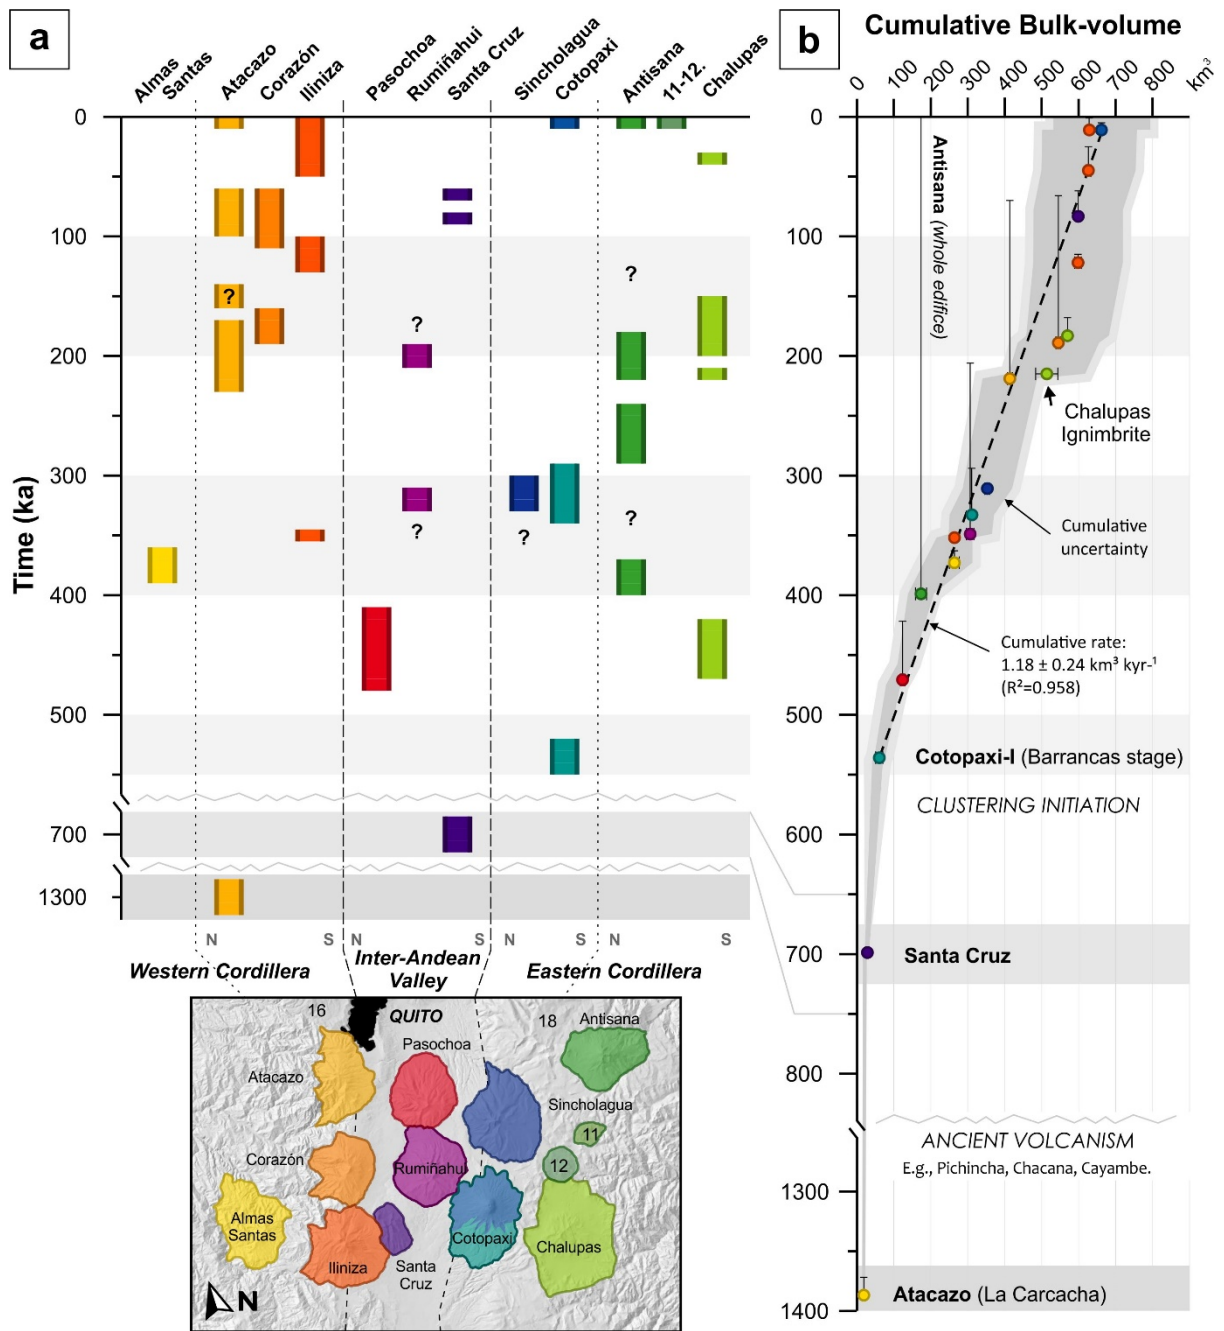 a
Almas
Santas
Atacazo
Corazón
Iliniza
Pasochoa
Rumiñahui
Santa Cruz
Sincholagua
Cotopaxi
Antisana
11-12.
Chalupas
Time (ka)
0
100
200
300
400
500
700
1300
?
?
?
?
?
?
N
S
N
S
N
S
N
S
Western Cordillera
Inter-Andean
Valley
Eastern Cordillera
16
QUITO
18
Antisana
Pasochoa
Atacazo
Sincholagua
11
Corazón
12
Rumiñahui
Almas
Santas
Cotopaxi
Chalupas
Iliniza
Santa
Cruz
N
b
Cumulative Bulk-volume
0
100
200
300
400
500
600
700
800
km³
0
100
200
300
400
500
600
700
800
1300
1400
Antisana (whole edifice)
Chalupas
Ignimbrite
Cumulative
uncertainty
Cumulative rate:
1.18 ± 0.24 km³ kyr-¹
(R²=0.958)
Cotopaxi-I (Barrancas stage)
CLUSTERING INITIATION
Santa Cruz
ANCIENT VOLCANISM
E.g., Pichincha, Chacana, Cayambe.
Atacazo (La Carcacha)